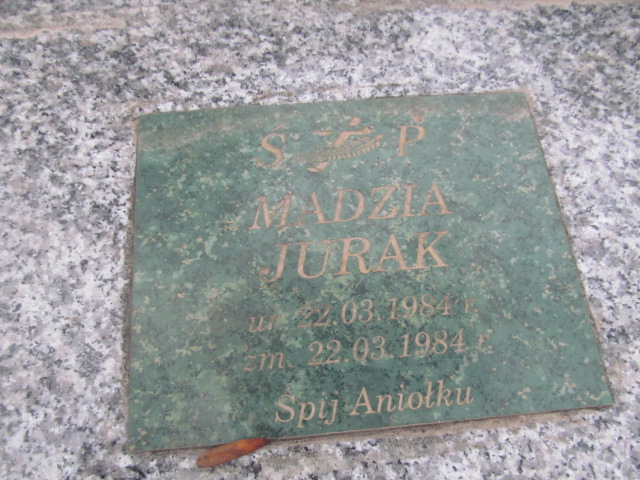 Ś P
MADZIA
JURAK
ur. 22.03.1984 r.
zm. 22.03.1984 r.
Śpij Aniołku